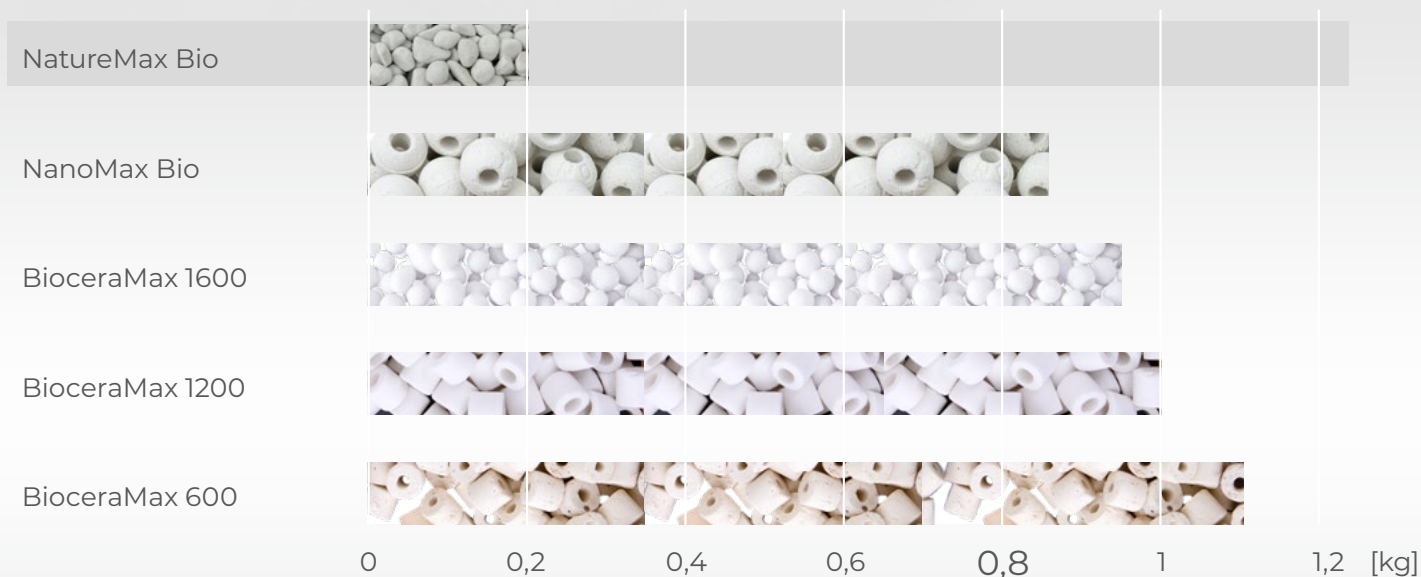 NatureMax Bio
NanoMax Bio
BioceraMax 1600
BioceraMax 1200
BioceraMax 600
0 0,2 0,4 0,6 0,8 1 1,2 [kg]